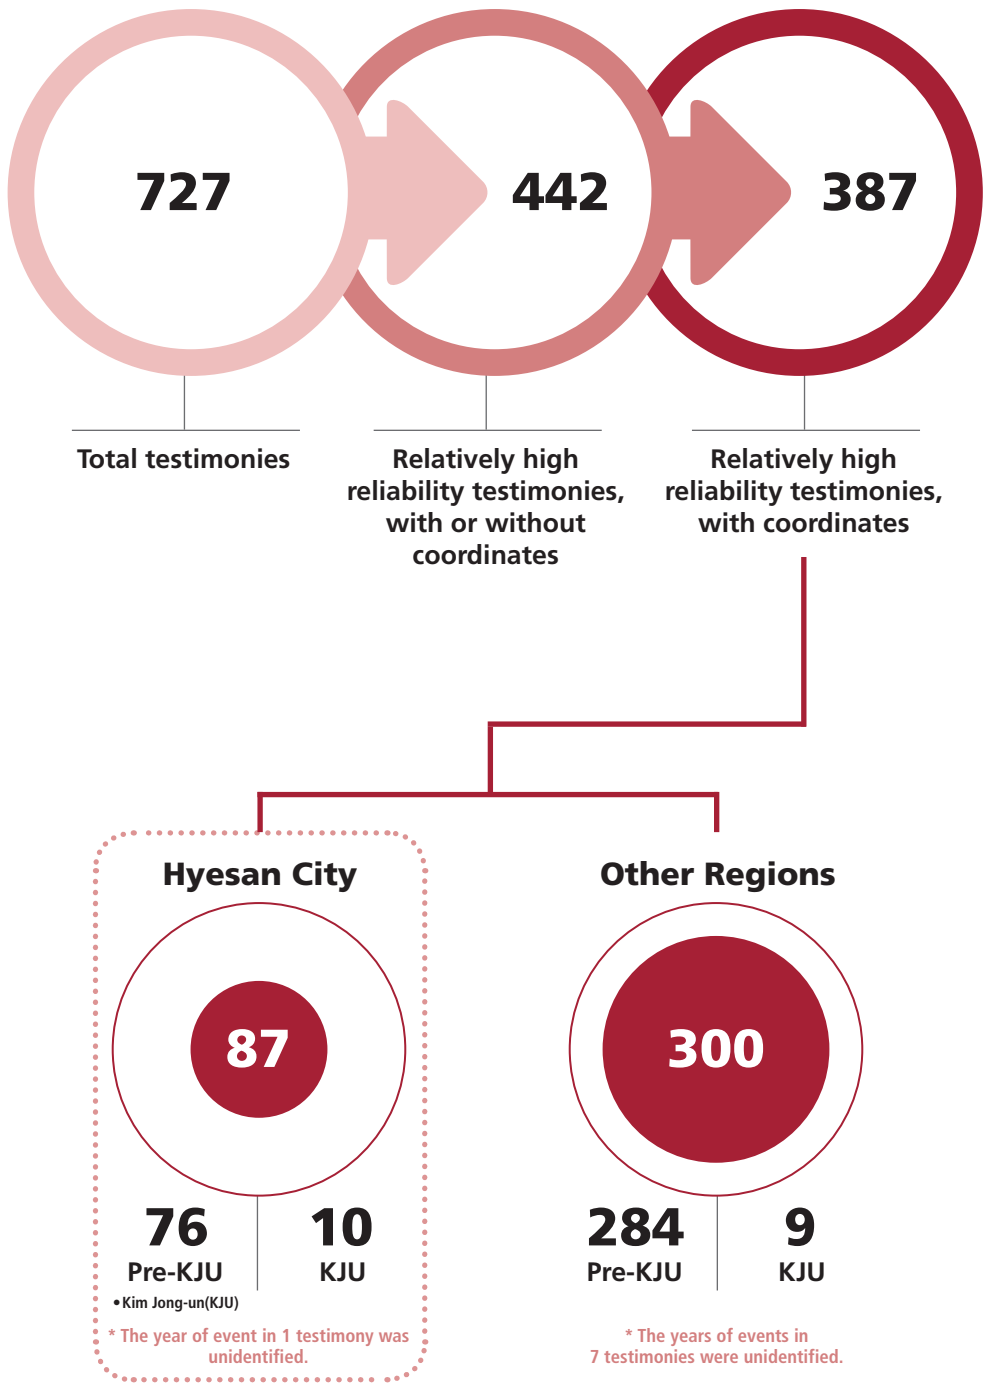 727
442
387
Total testimonies
Relatively high
reliability testimonies,
with or without
coordinates
Relatively high
reliability testimonies,
with coordinates
Hyesan City
87
76
Pre-KJU
10
KJU
•Kim Jong-un(KJU)
* The year of event in 1 testimony was
unidentified.
Other Regions
300
284
Pre-KJU
9
KJU
* The years of events in
7 testimonies were unidentified.